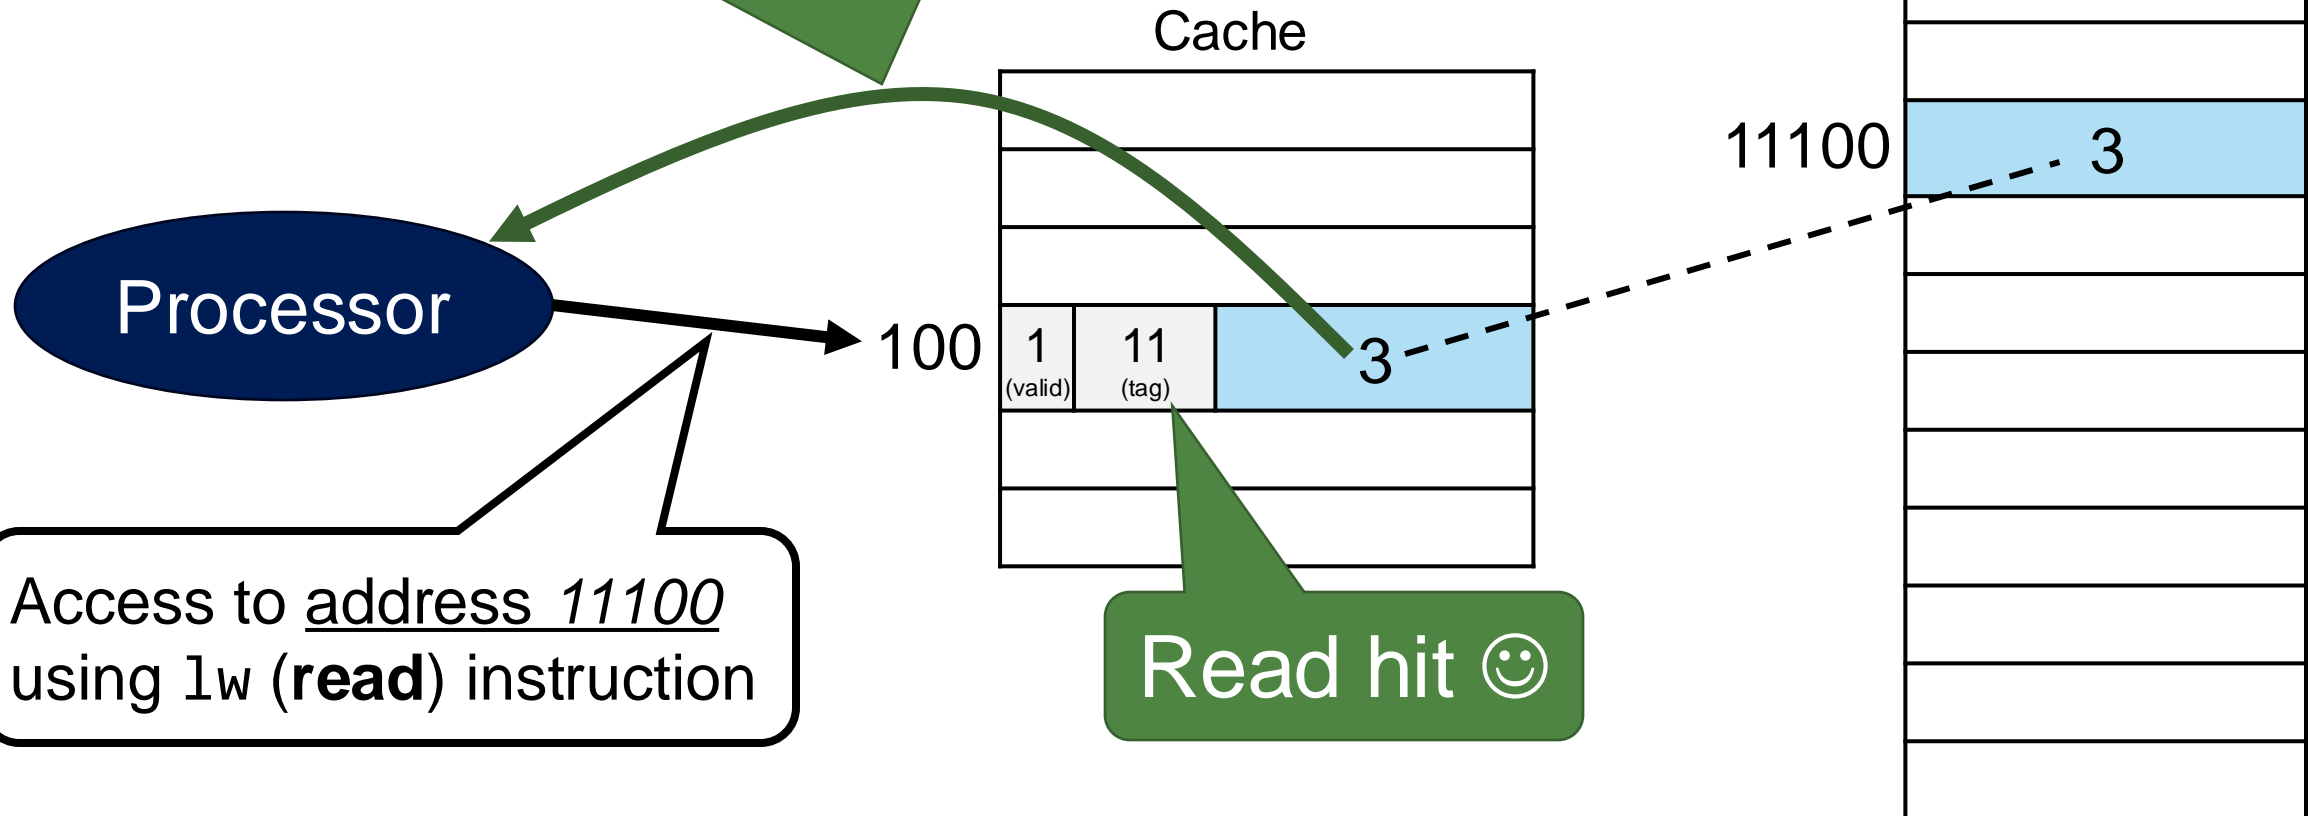 Cache
11100
3
Processor
100
1
(valid)
11
(tag)
3
Access to address 11100
using lw (read) instruction
Read hit ☺